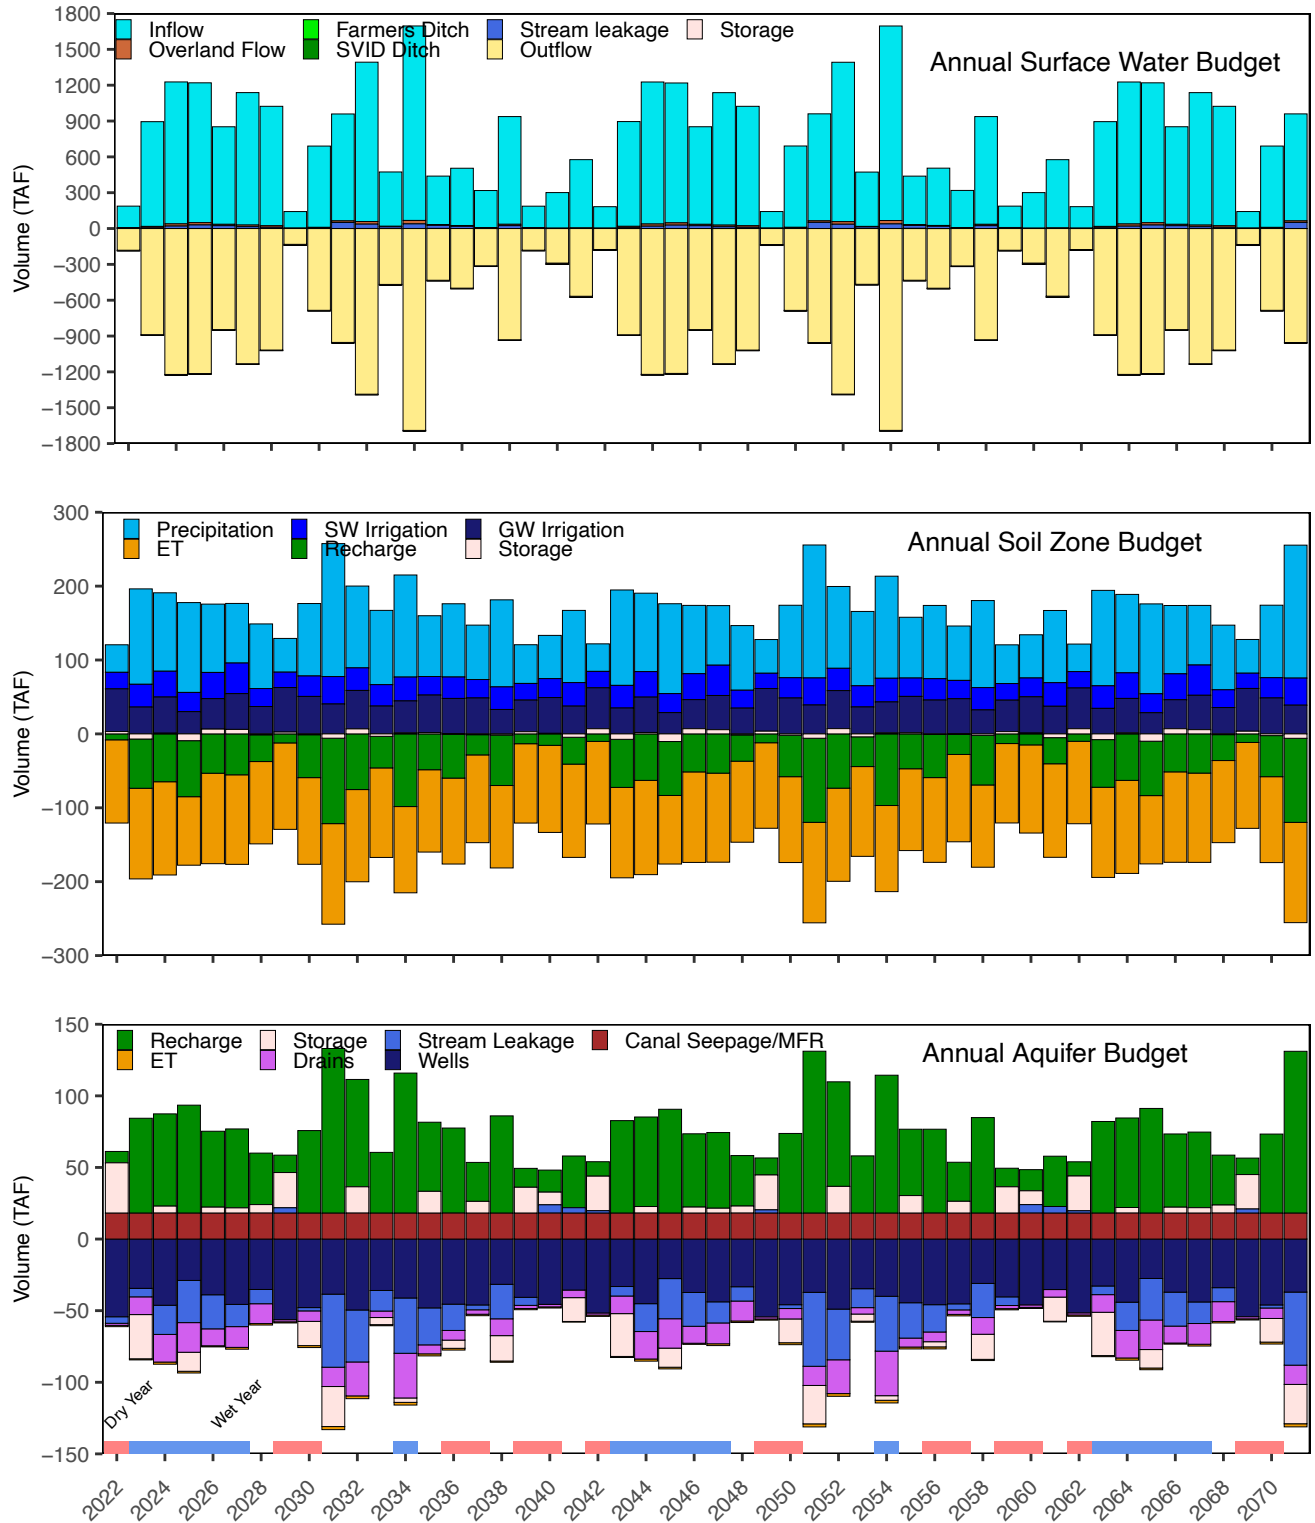 Inflow Farmers Ditch Stream leakage Storage
Overland Flow SVID Ditch Outflow
Annual Surface Water Budget
Volume (TAF)
1800
1500
1200
900
600
300
0
−300
−600
−900
−1200
−1500
−1800
Precipitation SW Irrigation GW Irrigation
ET Recharge Storage
Annual Soil Zone Budget
Volume (TAF)
300
200
100
0
−100
−200
−300
Recharge Storage Stream Leakage Canal Seepage/MFR
ET Drains Wells
Annual Aquifer Budget
Volume (TAF)
150
100
50
0
−50
−100
−150
Dry Year
Wet Year
2022 2024 2026 2028 2030 2032 2034 2036 2038 2040 2042 2044 2046 2048 2050 2052 2054 2056 2058 2060 2062 2064 2066 2068 2070